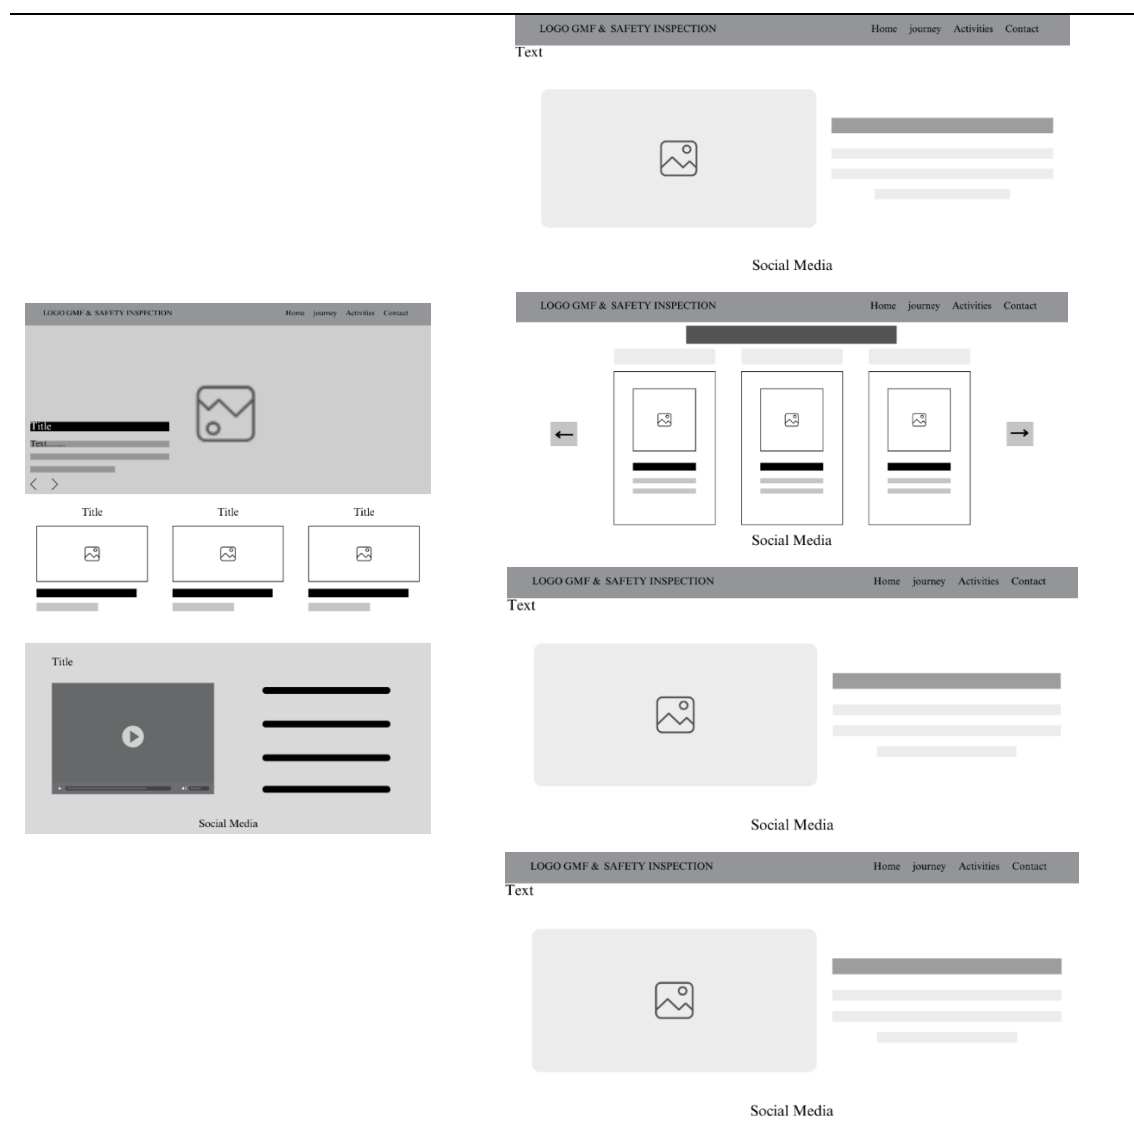 LOGO GMF & SAFETY INSPECTION Home journey Activities Contact
Title
Text........
Title Title Title
Title
Social Media
LOGO GMF & SAFETY INSPECTION Home journey Activities Contact
Text
Social Media
LOGO GMF & SAFETY INSPECTION Home journey Activities Contact
Social Media
LOGO GMF & SAFETY INSPECTION Home journey Activities Contact
Text
Social Media
LOGO GMF & SAFETY INSPECTION Home journey Activities Contact
Text
Social Media